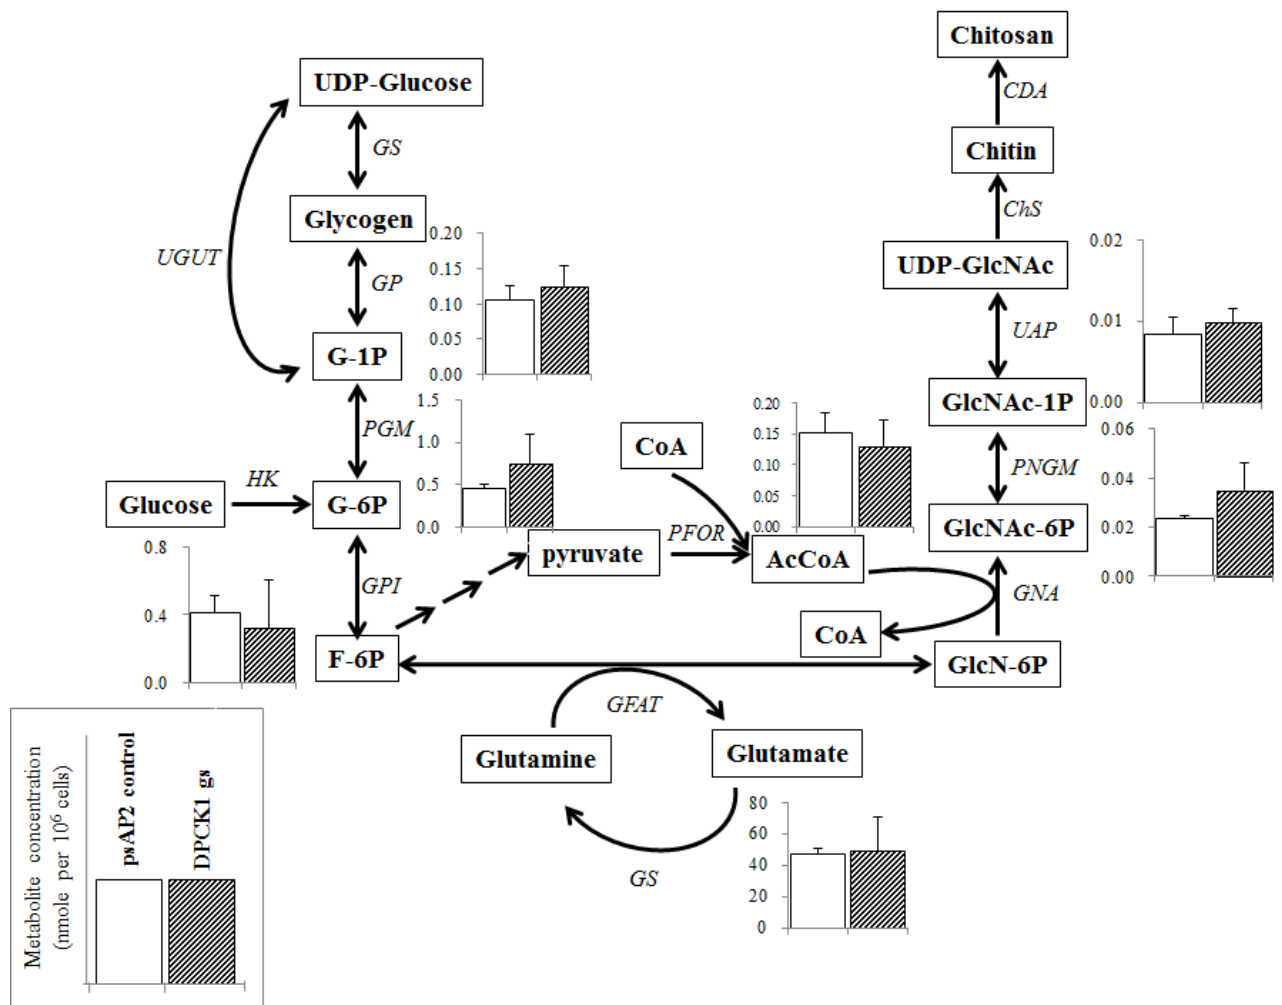 Chitosan
UDP-Glucose
CDA
GS
Chitin
Glycogen
ChS
UGUT
GP
0.20
0.15
0.10
0.05
0.00
UDP-GlcNAc
0.02
0.01
0.00
UAP
G-1P
GlcNAc-1P
PGM
1.5
1.0
0.5
0.0
CoA
0.20
0.15
0.10
0.05
0.00
PNGM
0.06
0.04
0.02
0.00
HK
Glucose
G-6P
GlcNAc-6P
pyruvate
PFOR
AcCoA
0.8
0.4
0.0
GPI
GNA
CoA
F-6P
GlcN-6P
GFAT
Glutamine
Glutamate
GS
80
60
40
20
0
Metabolite concentration
(nmole per 10⁶ cells)
psAP2 control
DPCK1 gs